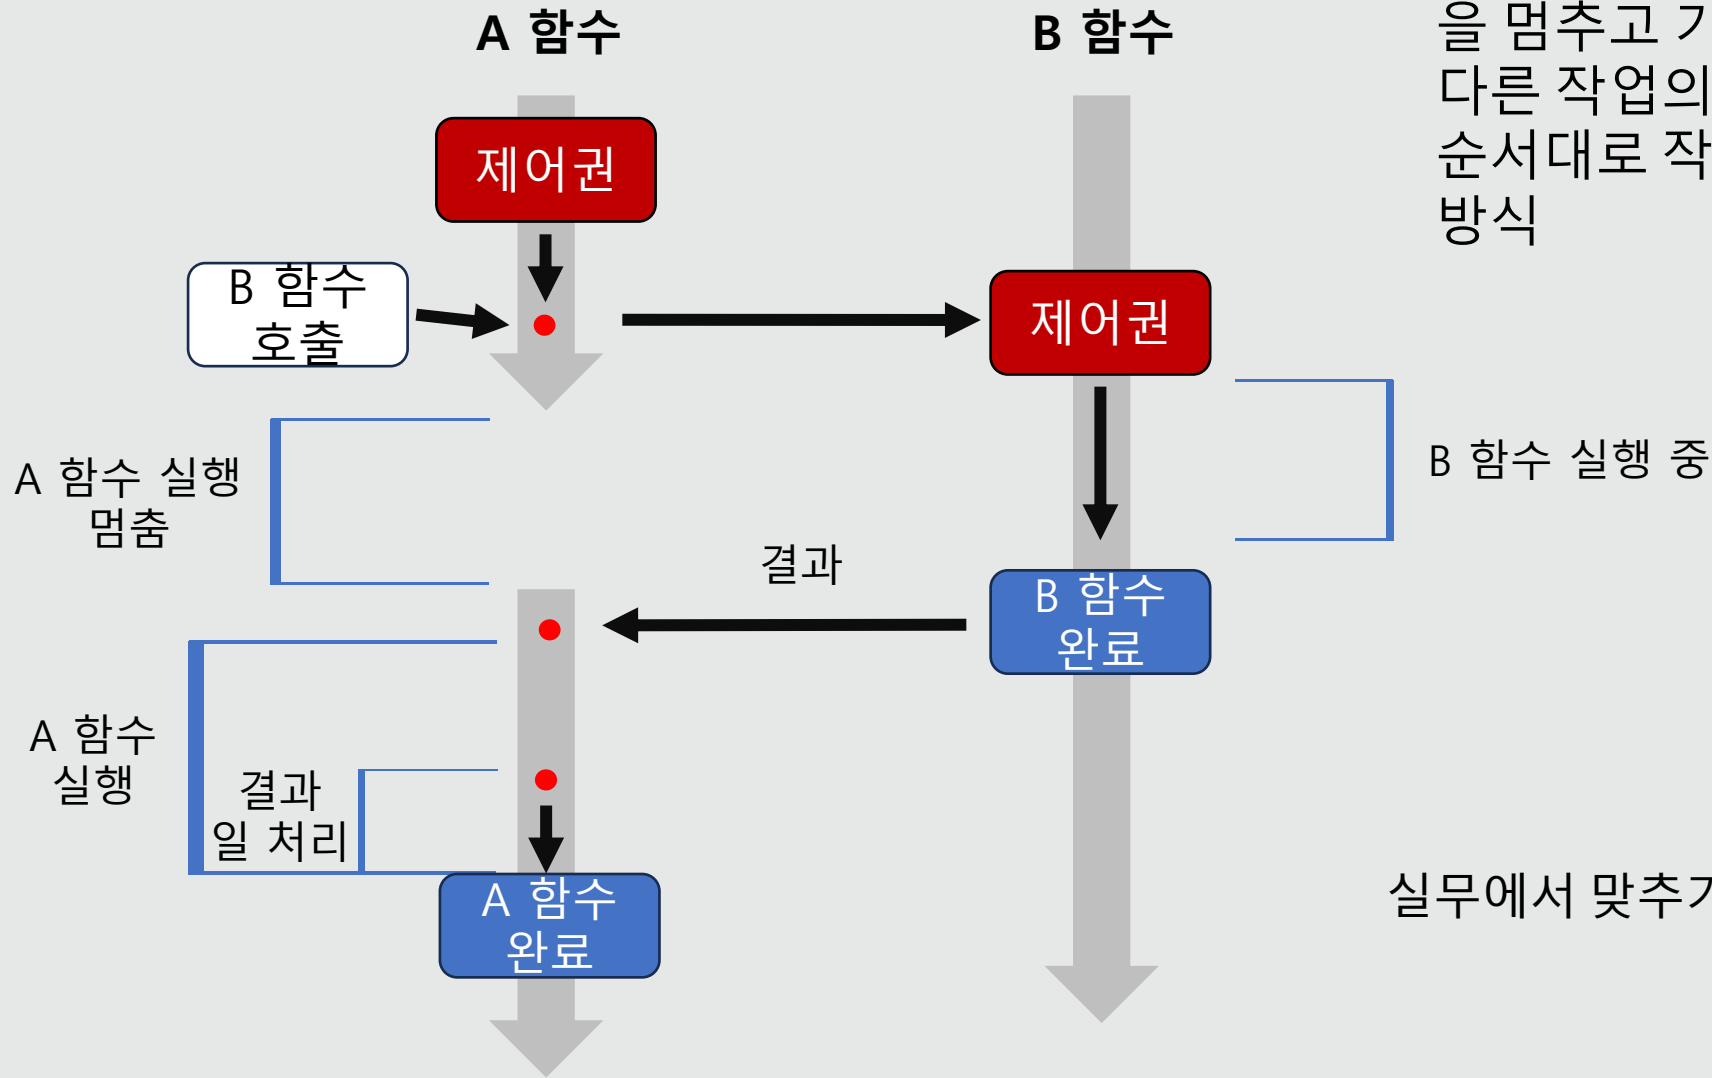 A 함수
B 함수
을 멈추고
다른 작업의
순서대로
방식
제어권
B 함수
호출
제어권
A 함수 실행
멈춤
B 함수 실행 중
결과
B 함수
완료
A 함수
실행
결과
일 처리
A 함수
완료
실무에서